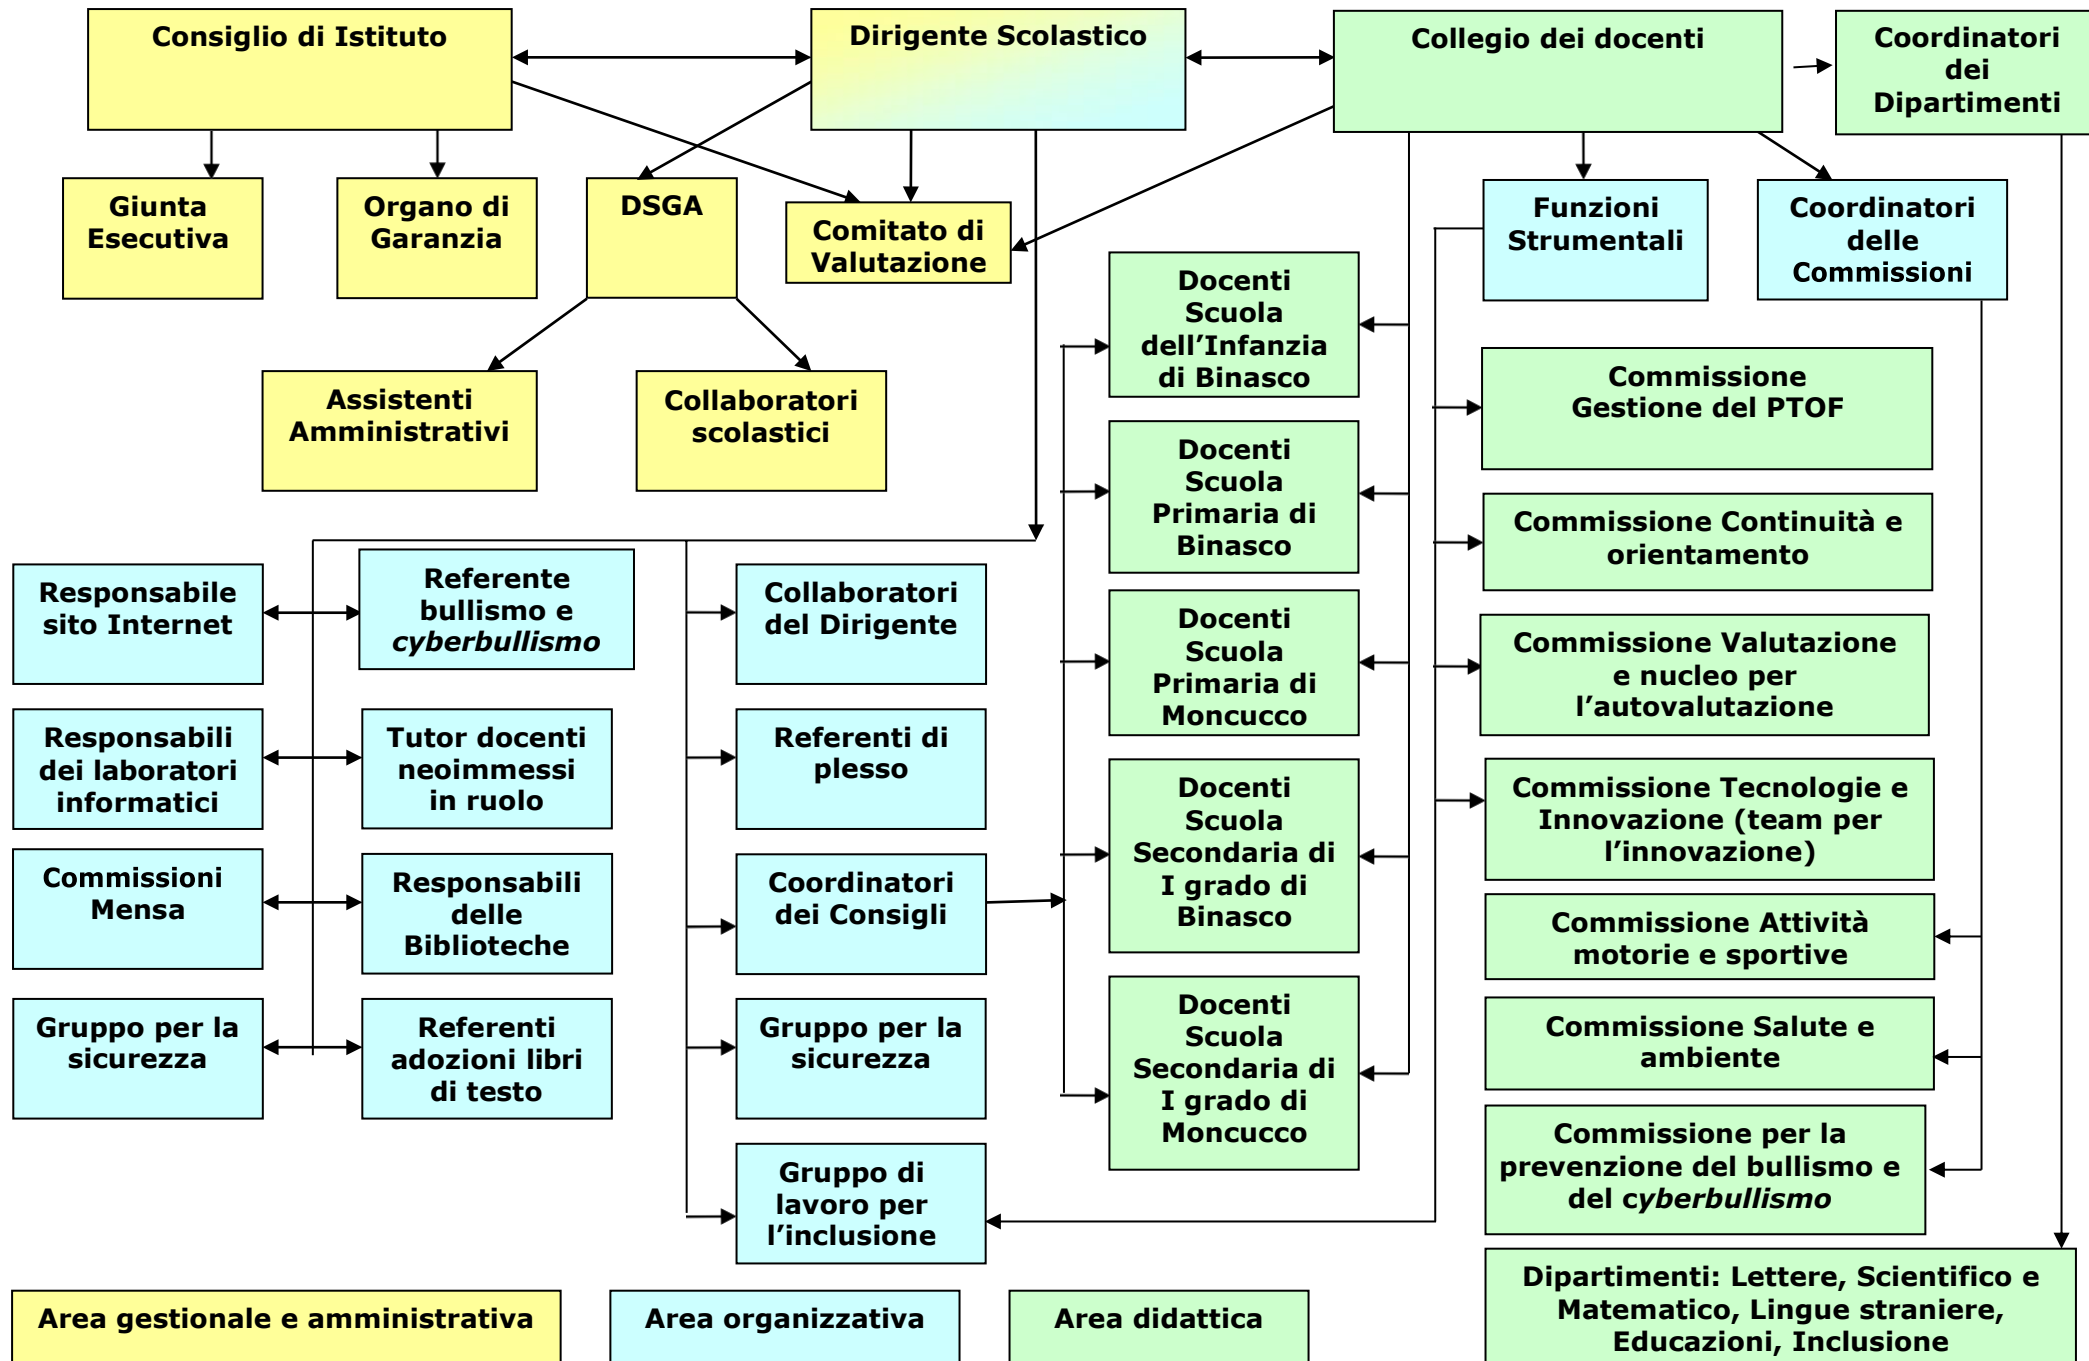 Consiglio di Istituto
Dirigente Scolastico
Collegio dei docenti
Coordinatori
dei
Dipartimenti
Giunta
Esecutiva
Organo di
Garanzia
DSGA
Comitato di
Valutazione
Funzioni
Strumentali
Coordinatori
delle
Commissioni
Assistenti
Amministrativi
Collaboratori
scolastici
Docenti
Scuola
dell’Infanzia
di Binasco
Docenti
Scuola
Primaria di
Binasco
Docenti
Scuola
Primaria di
Moncucco
Docenti
Scuola
Secondaria di
I grado di
Binasco
Docenti
Scuola
Secondaria di
I grado di
Moncucco
Commissione
Gestione del PTOF
Commissione Continuità e
orientamento
Commissione Valutazione
e nucleo per
l’autovalutazione
Commissione Tecnologie e
Innovazione (team per
l’innovazione)
Commissione Attività
motorie e sportive
Commissione Salute e
ambiente
Commissione per la
prevenzione del bullismo e
del cyberbullismo
Dipartimenti: Lettere, Scientifico e
Matematico, Lingue straniere,
Educazioni, Inclusione
Responsabile
sito Internet
Referente
bullismo e
cyberbullismo
Collaboratori
del Dirigente
Responsabili
dei laboratori
informatici
Tutor docenti
neoimmessi
in ruolo
Referenti di
plesso
Commissioni
Mensa
Responsabili
delle
Biblioteche
Coordinatori
dei Consigli
Gruppo per la
sicurezza
Referenti
adozioni libri
di testo
Gruppo per la
sicurezza
Gruppo di
lavoro per
l’inclusione
Area gestionale e amministrativa
Area organizzativa
Area didattica